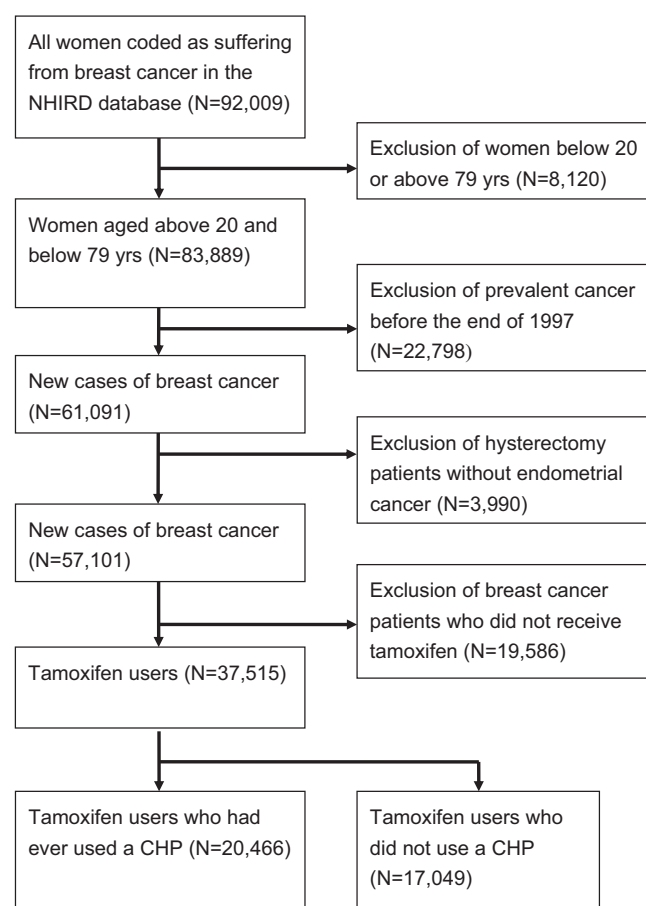 All women coded as suffering
from breast cancer in the
NHIRD database (N=92,009)
Exclusion of women below 20
or above 79 yrs (N=8,120)
Women aged above 20 and
below 79 yrs (N=83,889)
Exclusion of prevalent cancer
before the end of 1997
(N=22,798)
New cases of breast cancer
(N=61,091)
Exclusion of hysterectomy
patients without endometrial
cancer (N=3,990)
New cases of breast cancer
(N=57,101)
Exclusion of breast cancer
patients who did not receive
tamoxifen (N=19,586)
Tamoxifen users (N=37,515)
Tamoxifen users who had
ever used a CHP (N=20,466)
Tamoxifen users who
did not use a CHP
(N=17,049)